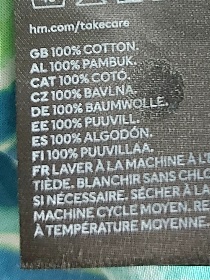 hm.com/takecare
GB 100% COTTON.
AL 100% PAMBUK.
CAT 100% COTÓ.
CZ 100% BAVLNA.
DE 100% BAUMWOLLE.
EE 100% PUUVILL.
ES 100% ALGODÓN.
FI 100% PUUVILLAA.
FR LAVER À LA MACHINE À L'E
TIÈDE. BLANCHIR SANS CHLO
SI NÉCESSAIRE. SÉCHER À LA
MACHINE CYCLE MOYEN. RE
À TEMPÉRATURE MOYENNE.